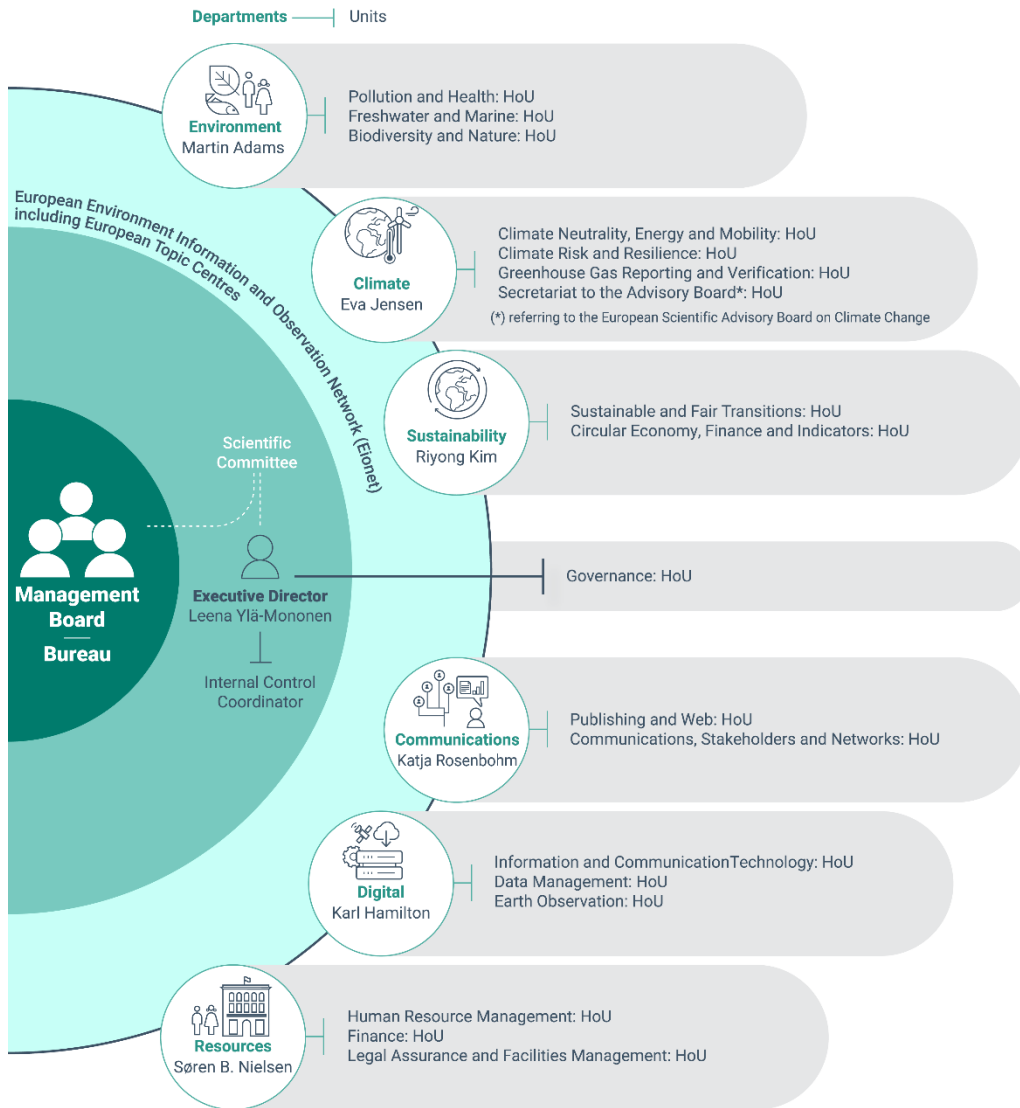 Departments
Units
Environment
Martin Adams
Pollution and Health: HoU
Freshwater and Marine: HoU
Biodiversity and Nature: HoU
European Environment Information and Observation Network (Eionet)
including European Topic Centres
Climate
Eva Jensen
Climate Neutrality, Energy and Mobility: HoU
Climate Risk and Resilience: HoU
Greenhouse Gas Reporting and Verification: HoU
Secretariat to the Advisory Board*: HoU
(*) referring to the European Scientific Advisory Board on Climate Change
Sustainability
Riyong Kim
Sustainable and Fair Transitions: HoU
Circular Economy, Finance and Indicators: HoU
Scientific
Committee
Management
Board
Bureau
Executive Director
Leena Ylä-Mononen
Internal Control
Coordinator
Governance: HoU
Communications
Katja Rosenbohm
Publishing and Web: HoU
Communications, Stakeholders and Networks: HoU
Digital
Karl Hamilton
Information and CommunicationTechnology: HoU
Data Management: HoU
Earth Observation: HoU
Resources
Søren B. Nielsen
Human Resource Management: HoU
Finance: HoU
Legal Assurance and Facilities Management: HoU